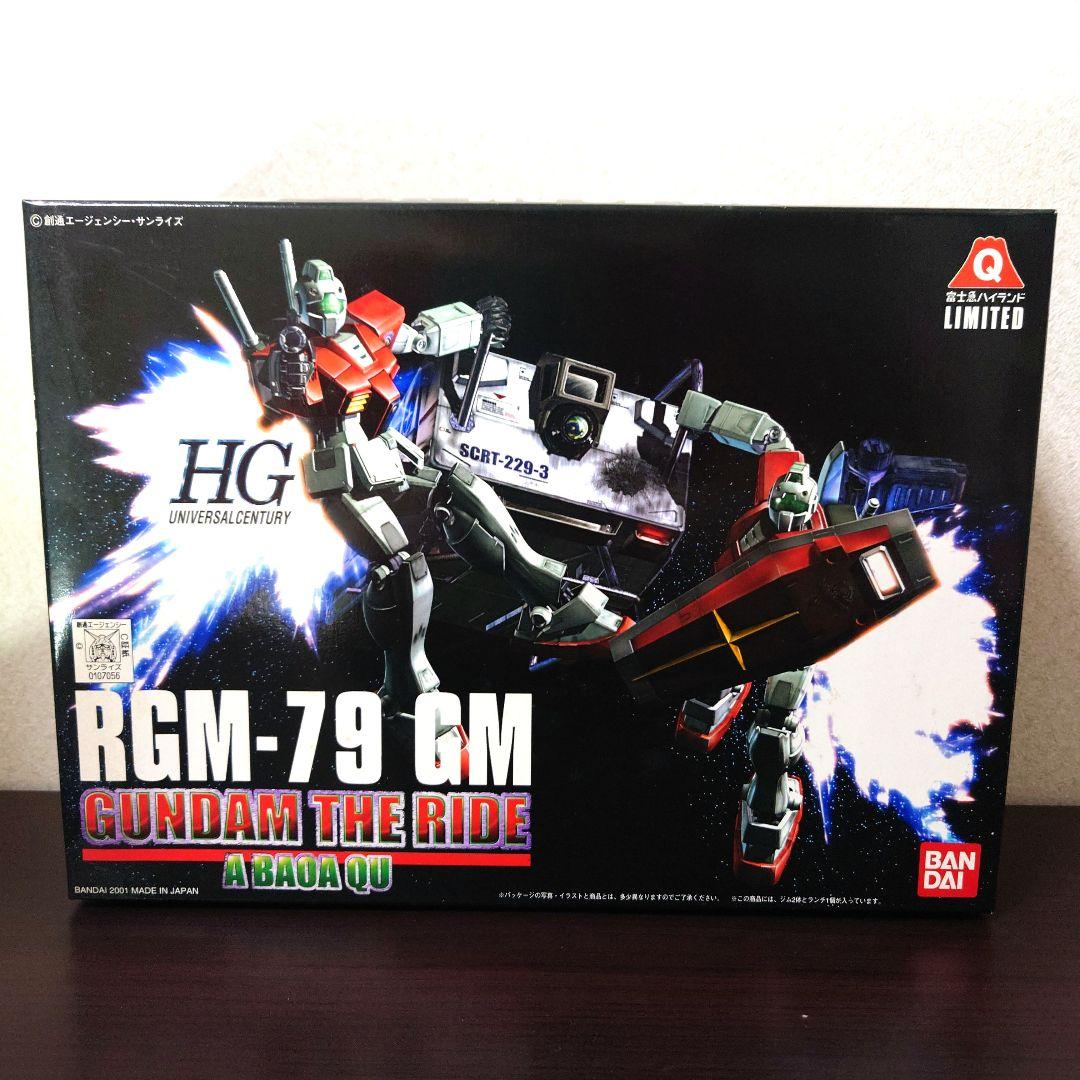 ©創通エージェンシー・サンライズ
Q
富士急ハイランド
LIMITED
SCRT-229-3
HG
UNIVERSALCENTURY
創通エージェンシー
©
証紙
サンライズ
0107056
RGM-79 GM
GUNDAM THE RIDE
A BAOA QU
BANDAI 2001 MADE IN JAPAN
※パッケージの写真・イラストと商品とは、多少異なりますのでご了承ください。 ※この商品には、ジム2体とランチ1個が入っています。
BAN
DAI